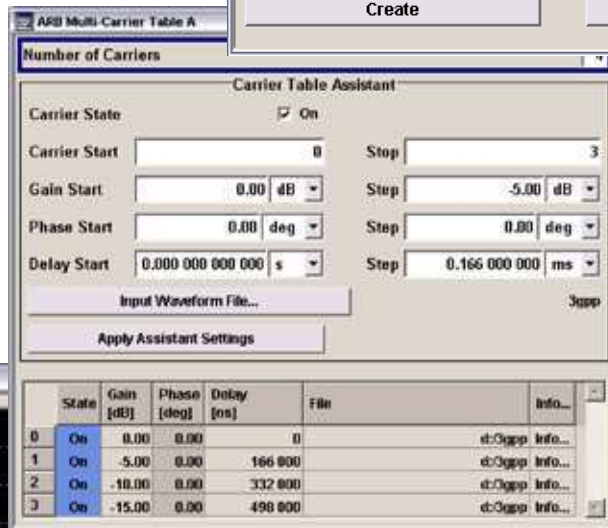 Create
ARB Multi-Carrier Table A
Number of Carriers 4
Carrier Table Assistant
Carrier State On
Carrier Start 0 Stop 3
Gain Start 0.00 dB Step -5.00 dB
Phase Start 0.00 deg Step 0.00 deg
Delay Start 0.000 000 000 000 s Step 0.166 000 000 ms
Input Waveform File... 3gpp
Apply Assistant Settings
State Gain [dB] Phase [deg] Delay [ns] File Info...
0 On 0.00 0.00 0 d:/3gpp Info...
1 On -5.00 0.00 166 000 d:/3gpp Info...
2 On -10.00 0.00 332 000 d:/3gpp Info...
3 On -15.00 0.00 498 000 d:/3gpp Info...